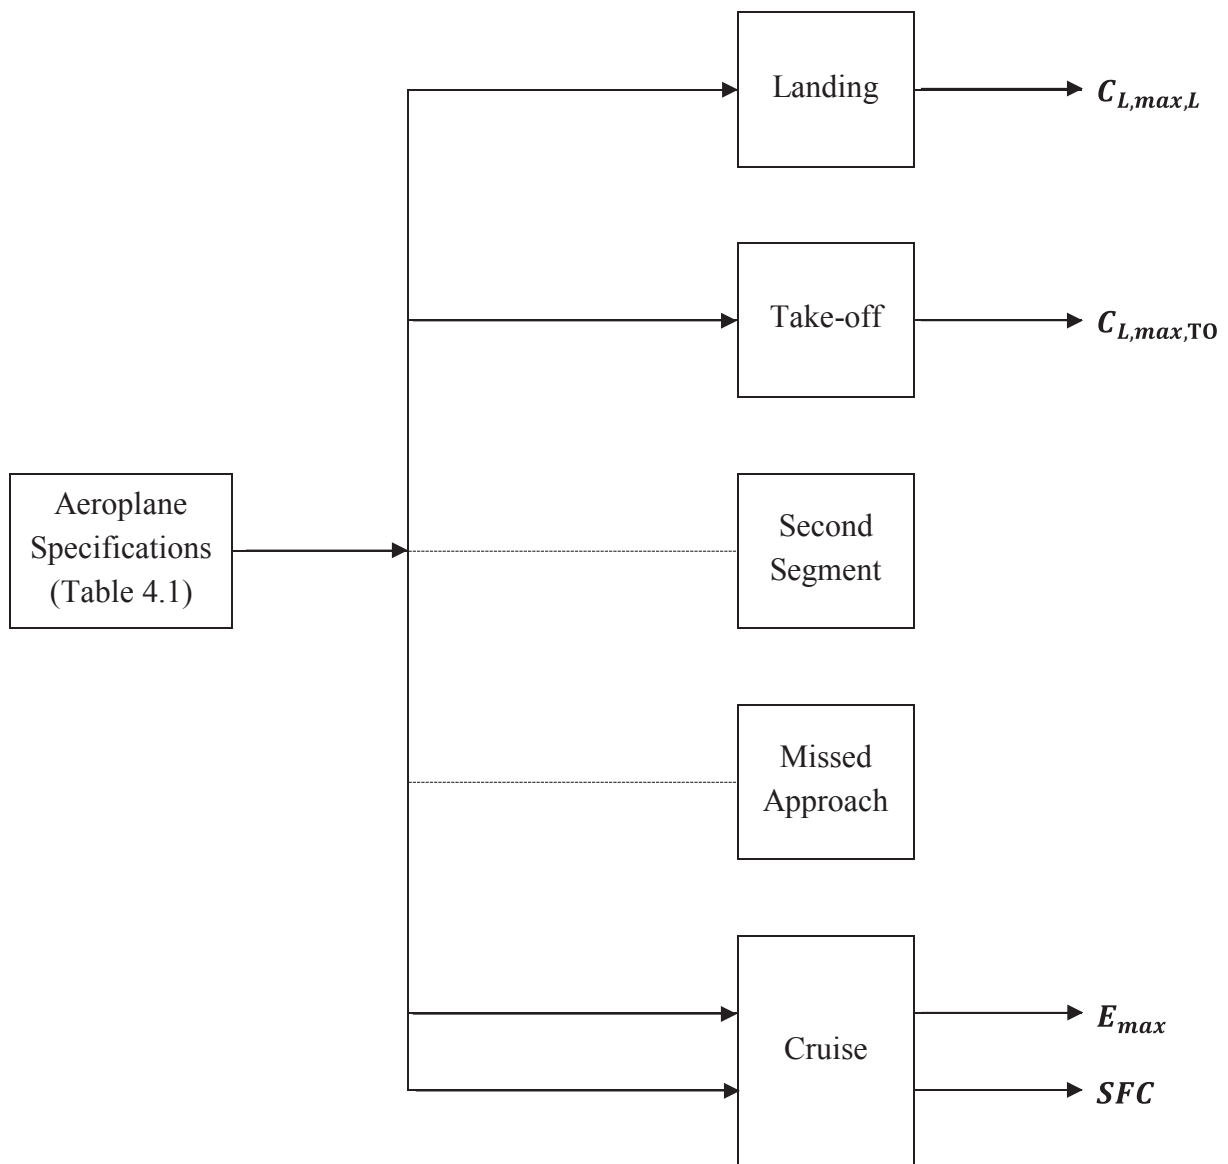 Landing
C_{L,max,L}
Take-off
C_{L,max,TO}
Aeroplane
Specifications
(Table 4.1)
Second
Segment
Missed
Approach
Cruise
E_{max}
SFC